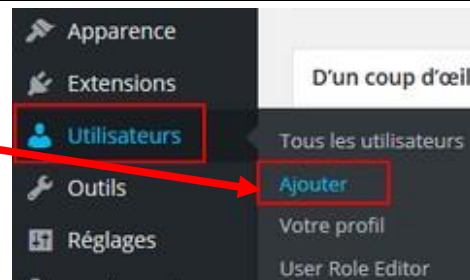 Apparence
Extensions
D'un coup d'œil
Utilisateurs
Tous les utilisateurs
Ajouter
Outils
Votre profil
Réglages
User Role Editor